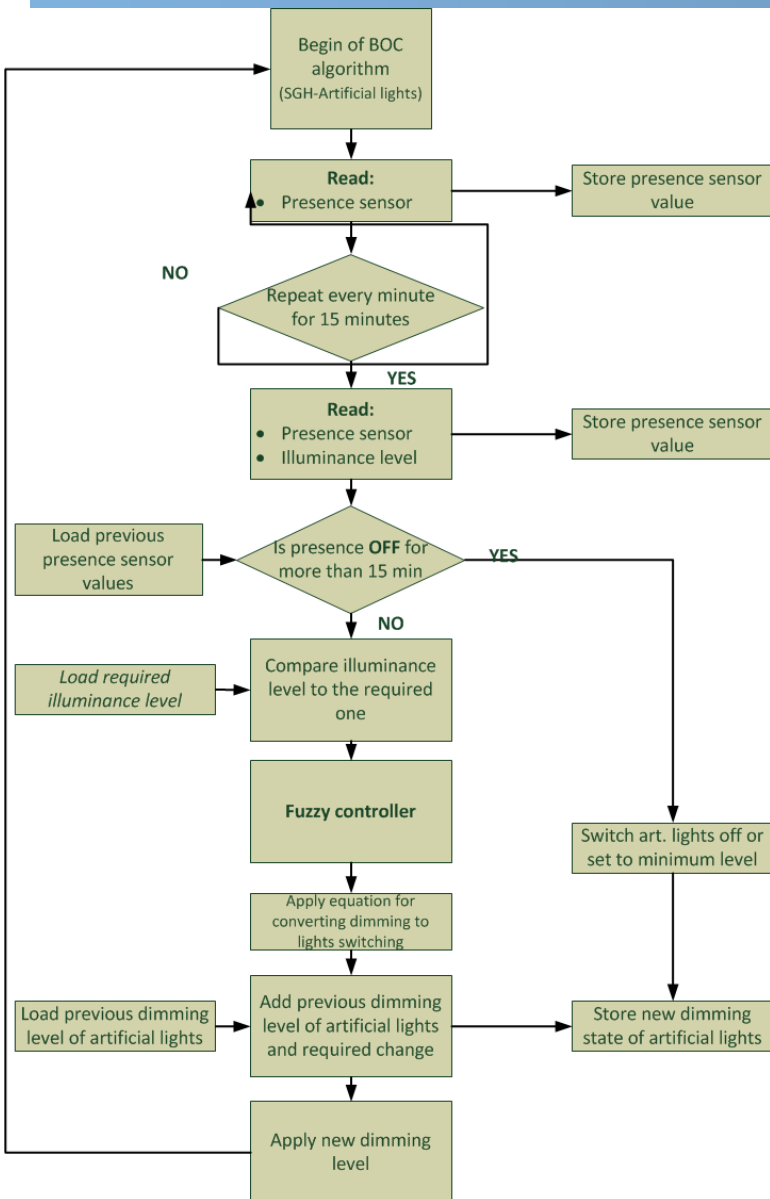 Begin of BOC
algorithm
(SGH-Artificial lights)
Read:
• Presence sensor
Store presence sensor
value
NO
Repeat every minute
for 15 minutes
YES
Read:
• Presence sensor
• Illuminance level
Store presence sensor
value
Load previous
presence sensor
values
Is presence OFF for
more than 15 min
YES
NO
Load required
illuminance level
Compare illuminance
level to the required
one
Fuzzy controller
Switch art. lights off or
set to minimum level
Apply equation for
converting dimming to
lights switching
Load previous dimming
level of artificial lights
Add previous dimming
level of artificial lights
and required change
Store new dimming
state of artificial lights
Apply new dimming
level